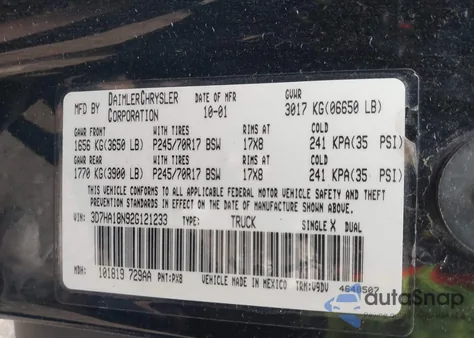 MFD BY DAIMLERCHRYSLER CORPORATION DATE OF MFR 10-01 GVWR 3017 KG(06650 LB)
GAWR FRONT WITH TIRES RIMS AT COLD
1656 KG(3650 LB) P245/70R17 BSW 17X8 241 KPA(35 PSI)
GAWR REAR WITH TIRES RIMS AT COLD
1770 KG(3900 LB) P245/70R17 BSW 17X8 241 KPA(35 PSI)
THIS VEHICLE CONFORMS TO ALL APPLICABLE FEDERAL MOTOR VEHICLE SAFETY AND THEFT
PREVENTION STANDARDS IN EFFECT ON THE DATE OF MANUFACTURE SHOWN ABOVE.
VIN: 3D7HA18N92G121233 TYPE: TRUCK SINGLE X DUAL
MDH: 101819 729AA PNT: PX8 VEHICLE MADE IN MEXICO TRM: V9DV 4648507
autaSnap